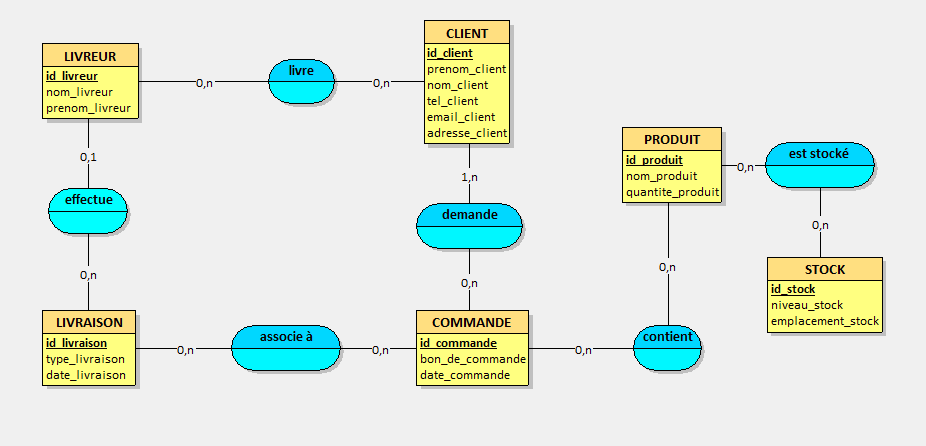 CLIENT
id_client
prenom_client
nom_client
tel_client
email_client
adresse_client
LIVREUR
id_livreur
nom_livreur
prenom_livreur
0,n
livre
0,n
PRODUIT
id_produit
nom_produit
quantite_produit
0,n
est stocké
0,1
effectue
0,n
1,n
demande
0,n
0,n
0,n
STOCK
id_stock
niveau_stock
emplacement_stock
LIVRAISON
id_livraison
type_livraison
date_livraison
0,n
associe à
0,n
COMMANDE
id_commande
bon_de_commande
date_commande
0,n
contient